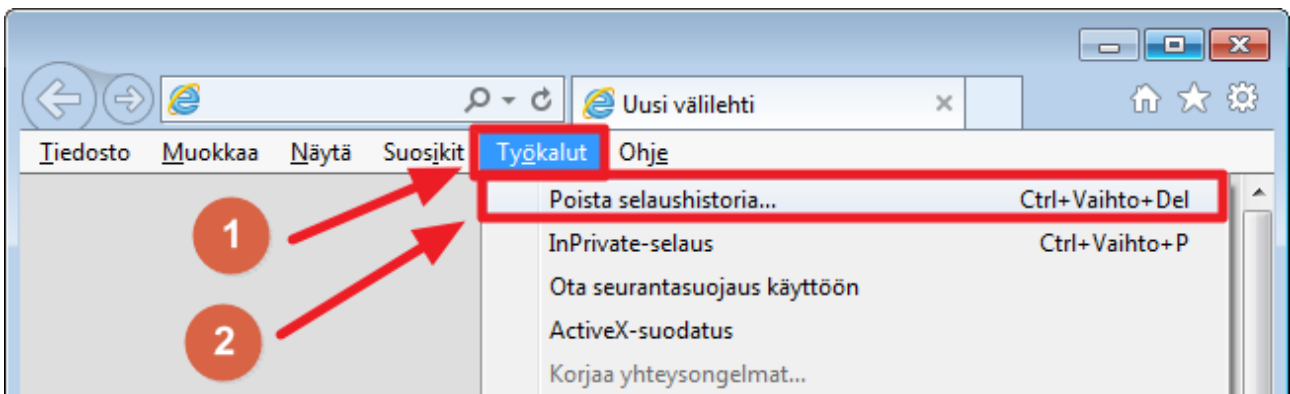 Uusi välilehti
Tiedosto Muokkaa Näytä Suosikit Työkalut Ohje
Poista selaushistoria... Ctrl+Vaihto+Del
1
InPrivate-selaus Ctrl+Vaihto+P
Ota seurantasuojaus käyttöön
2
ActiveX-suodatus
Korjaa yhteysongelmat...